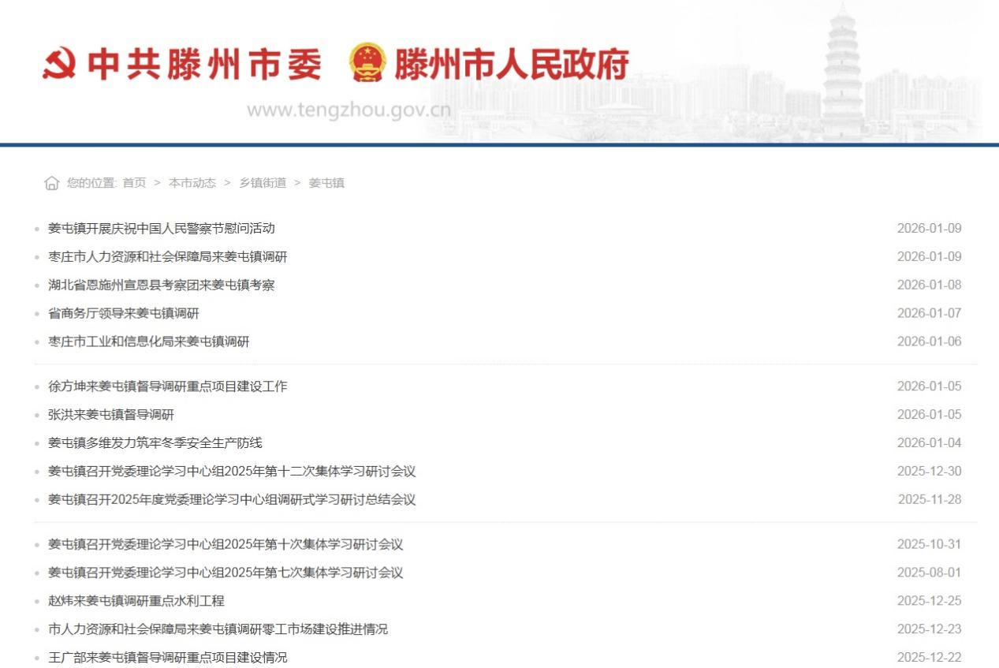 中共滕州市委 滕州市人民政府
www.tengzhou.gov.cn
您的位置: 首页 > 本市动态 > 乡镇街道 > 姜屯镇
姜屯镇开展庆祝中国人民警察节慰问活动 2026-01-09
枣庄市人力资源和社会保障局来姜屯镇调研 2026-01-09
湖北省恩施州宣恩县考察团来姜屯镇考察 2026-01-08
省商务厅领导来姜屯镇调研 2026-01-07
枣庄市工业和信息化局来姜屯镇调研 2026-01-06
徐方坤来姜屯镇督导调研重点项目建设工作 2026-01-05
张洪来姜屯镇督导调研 2026-01-05
姜屯镇多维发力筑牢冬季安全生产防线 2026-01-04
姜屯镇召开党委理论学习中心组2025年第十二次集体学习研讨会议 2025-12-30
姜屯镇召开2025年度党委理论学习中心组调研式学习研讨总结会议 2025-11-28
姜屯镇召开党委理论学习中心组2025年第十次集体学习研讨会议 2025-10-31
姜屯镇召开党委理论学习中心组2025年第七次集体学习研讨会议 2025-08-01
赵炜来姜屯镇调研重点水利工程 2025-12-25
市人力资源和社会保障局来姜屯镇调研零工市场建设推进情况 2025-12-23
王广部来姜屯镇督导调研重点项目建设情况 2025-12-22